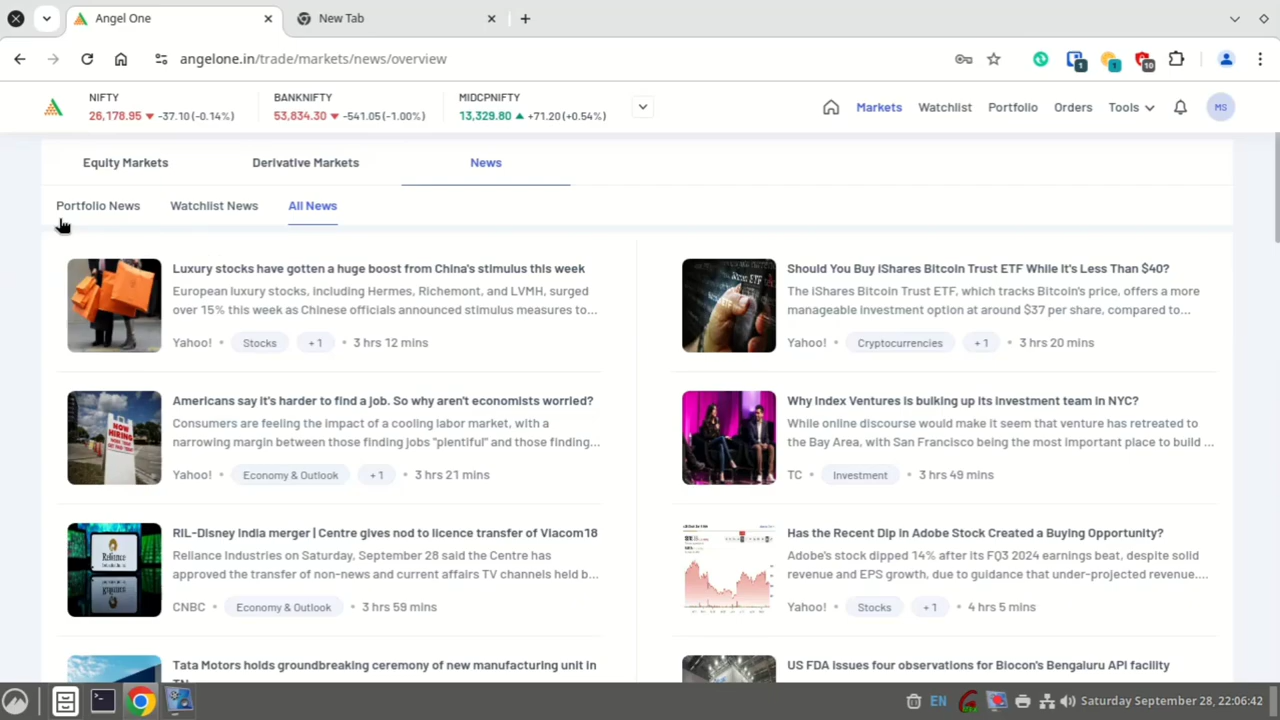 Angel One
New Tab
angelone.in/trade/markets/news/overview
1
1
10
NIFTY
26,178.95 ▼ -37.10 (-0.14%)
BANKNIFTY
53,834.30 ▼ -541.05 (-1.00%)
MIDCPNIFTY
13,329.80 ▲ +71.20 (+0.54%)
Markets Watchlist Portfolio Orders Tools
MS
Equity Markets Derivative Markets News
Portfolio News Watchlist News All News
Luxury stocks have gotten a huge boost from China's stimulus this week
European luxury stocks, including Hermes, Richemont, and LVMH, surged
over 15% this week as Chinese officials announced stimulus measures to...
Yahoo! • Stocks +1 • 3 hrs 12 mins
Should You Buy iShares Bitcoin Trust ETF While It's Less Than $40?
The iShares Bitcoin Trust ETF, which tracks Bitcoin's price, offers a more
manageable investment option at around $37 per share, compared to...
Yahoo! • Cryptocurrencies +1 • 3 hrs 20 mins
NOW
HIRING
Americans say it's harder to find a job. So why aren't economists worried?
Consumers are feeling the impact of a cooling labor market, with a
narrowing margin between those finding jobs "plentiful" and those finding...
Yahoo! • Economy & Outlook +1 • 3 hrs 21 mins
Why Index Ventures is bulking up its investment team in NYC?
While online discourse would make it seem that venture has retreated to
the Bay Area, with San Francisco being the most important place to build ...
TC • Investment • 3 hrs 49 mins
Reliance
RIL-Disney India merger | Centre gives nod to licence transfer of Viacom18
Reliance Industries on Saturday, September 28 said the Centre has
approved the transfer of non-news and current affairs TV channels held b...
CNBC • Economy & Outlook • 3 hrs 59 mins
Has the Recent Dip in Adobe Stock Created a Buying Opportunity?
Adobe's stock dipped 14% after its FQ3 2024 earnings beat, despite solid
revenue and EPS growth, due to guidance that under-projected revenue....
Yahoo! • Stocks +1 • 4 hrs 5 mins
Tata Motors holds groundbreaking ceremony of new manufacturing unit in
TN
US FDA issues four observations for Biocon's Bengaluru API facility
EN
Saturday September 28, 22:06:42